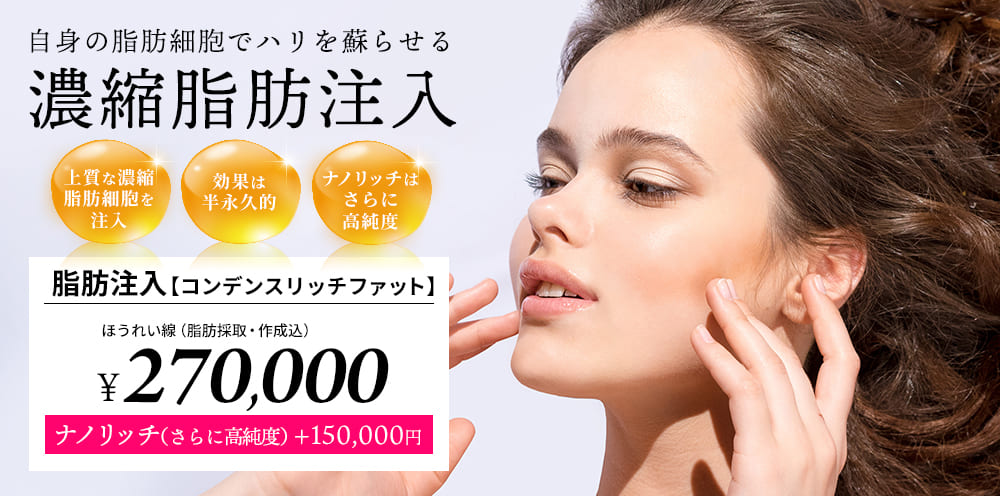 自身の脂肪細胞でハリを蘇らせる
濃縮脂肪注入
上質な濃縮
脂肪細胞を
注入
効果は
半永久的
ナノリッチは
さらに
高純度
脂肪注入【コンデンスリッチファット】
ほうれい線（脂肪採取・作成込）
¥270,000
ナノリッチ（さらに高純度）+150,000円